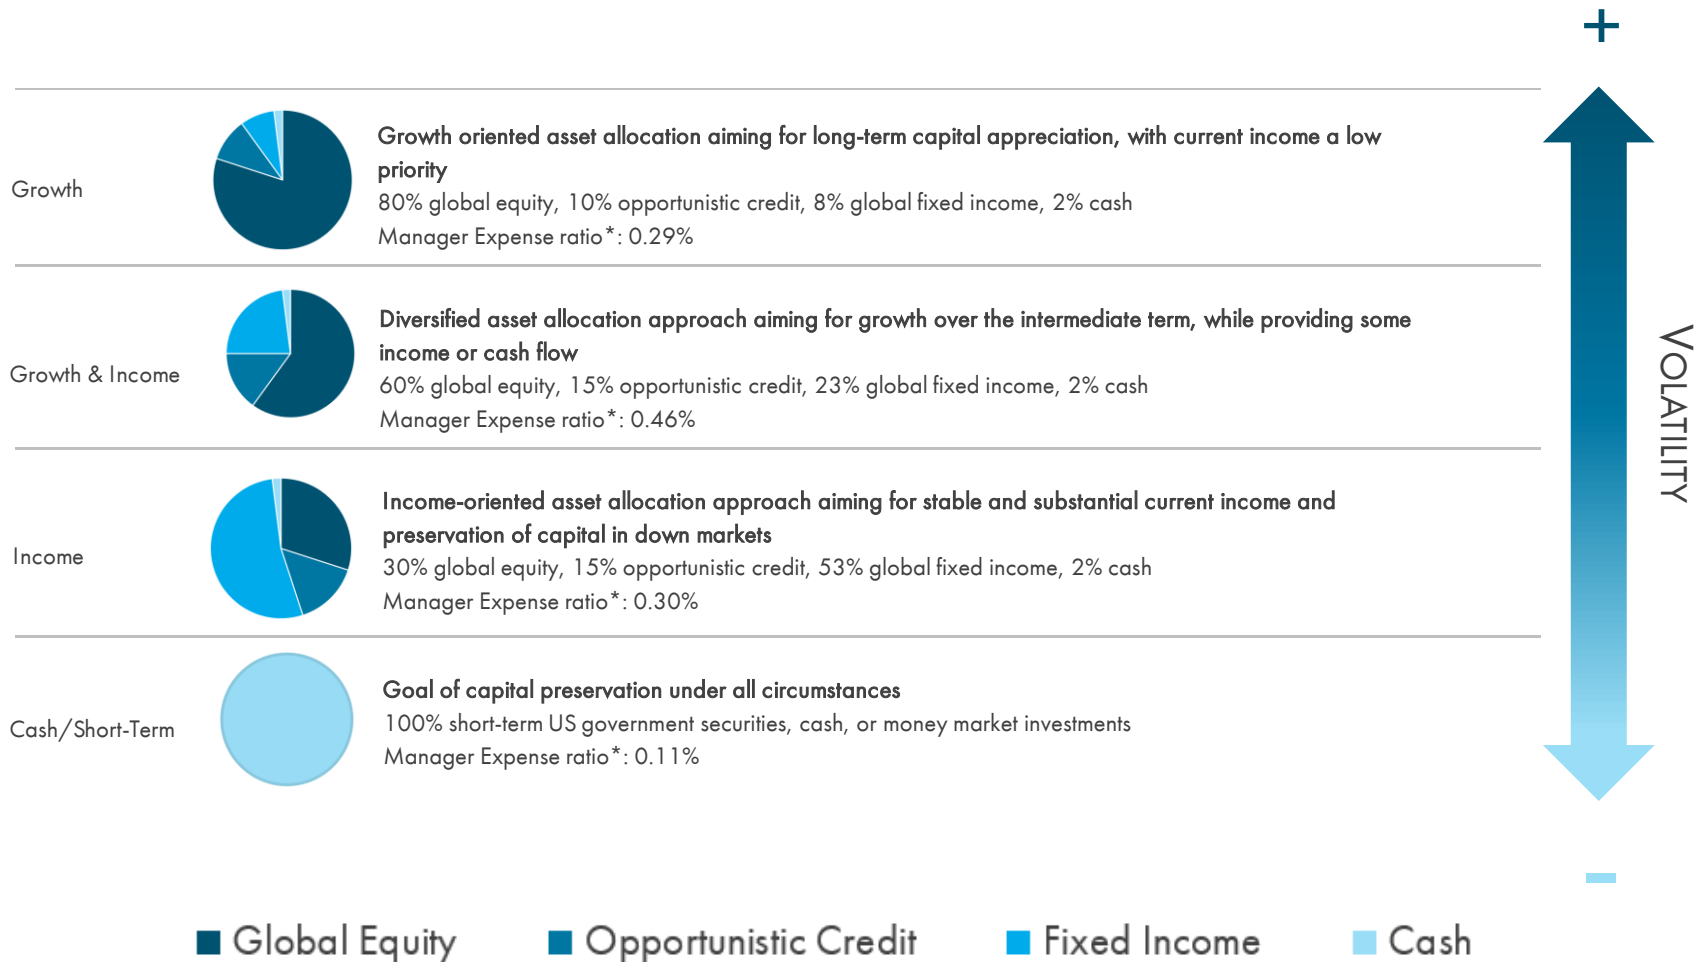 +
Growth
Growth oriented asset allocation aiming for long-term capital appreciation, with current income a low
priority
80% global equity, 10% opportunistic credit, 8% global fixed income, 2% cash
Manager Expense ratio*: 0.29%
Growth & Income
Diversified asset allocation approach aiming for growth over the intermediate term, while providing some
income or cash flow
60% global equity, 15% opportunistic credit, 23% global fixed income, 2% cash
Manager Expense ratio*: 0.46%
Income
Income-oriented asset allocation approach aiming for stable and substantial current income and
preservation of capital in down markets
30% global equity, 15% opportunistic credit, 53% global fixed income, 2% cash
Manager Expense ratio*: 0.30%
Cash/Short-Term
Goal of capital preservation under all circumstances
100% short-term US government securities, cash, or money market investments
Manager Expense ratio*: 0.11%
VOLATILITY
-
Global Equity
Opportunistic Credit
Fixed Income
Cash